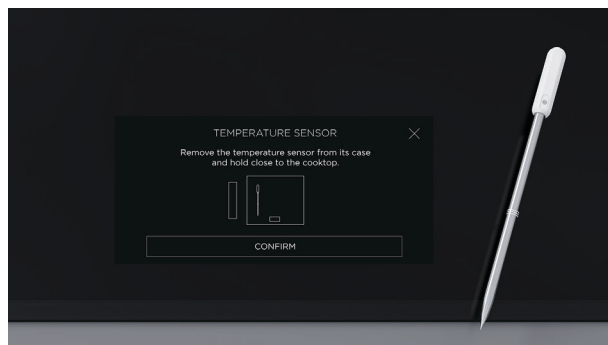 TEMPERATURE SENSOR
Remove the temperature sensor from its case
and hold close to the cooktop.
CONFIRM